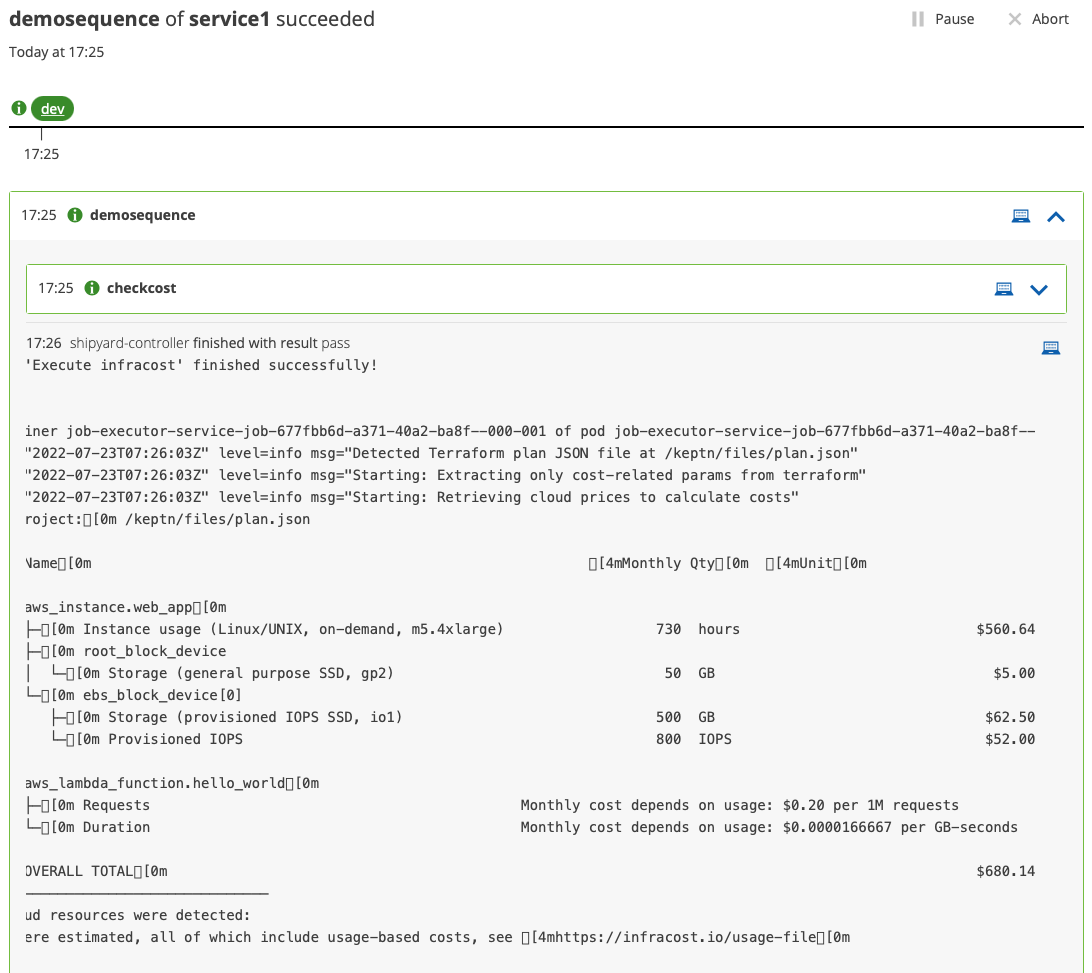 demosequence of service1 succeeded
Pause
Abort
Today at 17:25
dev
17:25
17:25 demosequence
17:25 checkcost
17:26 shipyard-controller finished with result pass
'Execute infracost' finished successfully!
iner job-executor-service-job-677fbb6d-a371-40a2-ba8f--000-001 of pod job-executor-service-job-677fbb6d-a371-40a2-ba8f--
"2022-07-23T07:26:03Z" level=info msg="Detected Terraform plan JSON file at /keptn/files/plan.json"
"2022-07-23T07:26:03Z" level=info msg="Starting: Extracting only cost-related params from terraform"
"2022-07-23T07:26:03Z" level=info msg="Starting: Retrieving cloud prices to calculate costs"
roject:▯[0m /keptn/files/plan.json
Name▯[0m ▯[4mMonthly Qty▯[0m ▯[4mUnit▯[0m
aws_instance.web_app▯[0m
├─▯[0m Instance usage (Linux/UNIX, on-demand, m5.4xlarge) 730 hours $560.64
├─▯[0m root_block_device
│ └─▯[0m Storage (general purpose SSD, gp2) 50 GB $5.00
└─▯[0m ebs_block_device[0]
├─▯[0m Storage (provisioned IOPS SSD, io1) 500 GB $62.50
└─▯[0m Provisioned IOPS 800 IOPS $52.00
aws_lambda_function.hello_world▯[0m
├─▯[0m Requests Monthly cost depends on usage: $0.20 per 1M requests
└─▯[0m Duration Monthly cost depends on usage: $0.0000166667 per GB-seconds
OVERALL TOTAL▯[0m $680.14
─────────────────────────────
ud resources were detected:
ere estimated, all of which include usage-based costs, see ▯[4mhttps://infracost.io/usage-file▯[0m